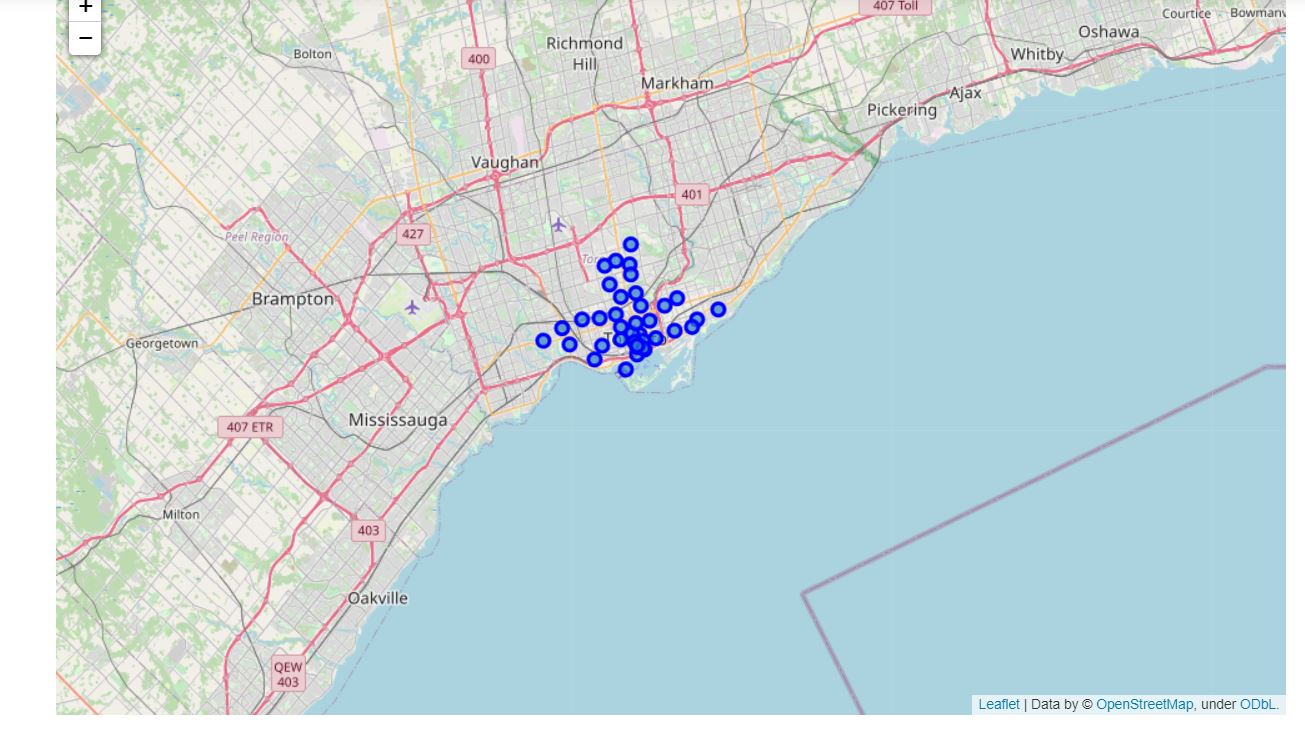 +
−
407 Toll
Courtice
Oshawa
Richmond
Hill
Bolton
400
Whitby
Markham
Ajax
Pickering
Vaughan
401
427
Peel Region
Brampton
Georgetown
Mississauga
407 ETR
Milton
403
Oakville
QEW
403
Leaflet | Data by © OpenStreetMap, under ODbL.